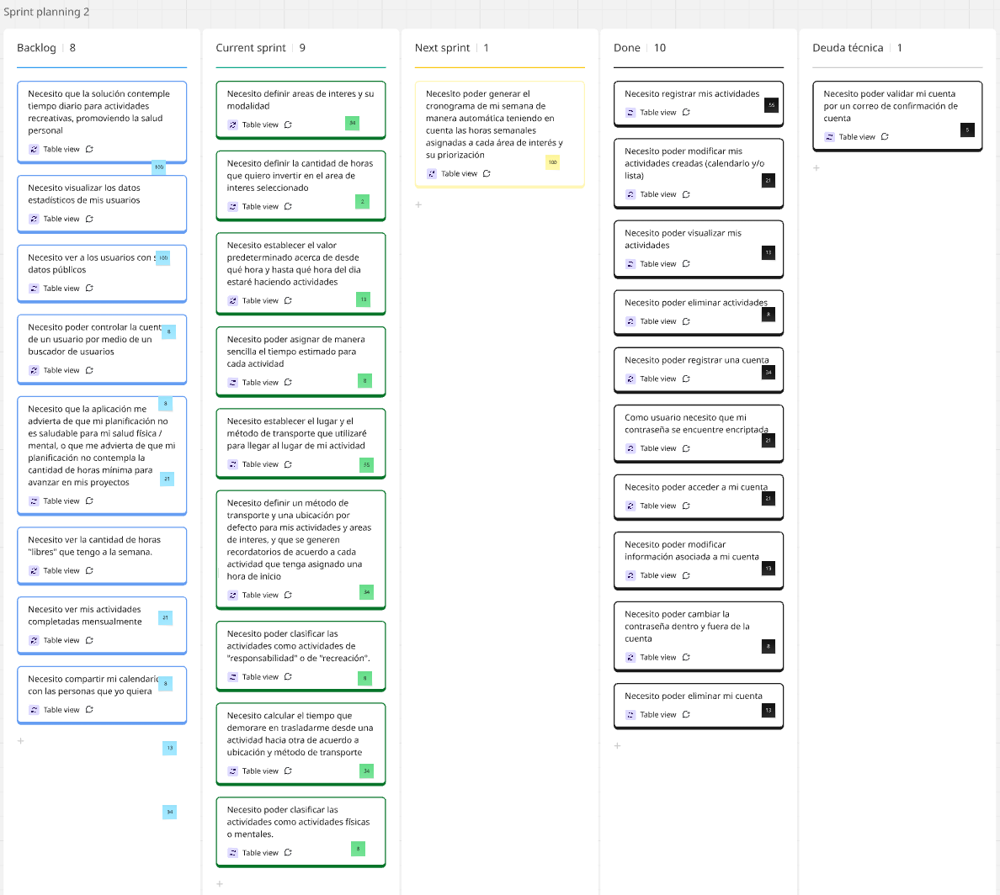 Sprint planning 2
Backlog | 8
Necesito que la solución contemple
tiempo diario para actividades
recreativas, promoviendo la salud
personal
Table view
100
Necesito visualizar los datos
estadísticos de mis usuarios
Table view
Necesito ver a los usuarios con s
100
datos públicos
Table view
Necesito poder controlar la cuent
8
de un usuario por medio de un
buscador de usuarios
Table view
8
Necesito que la aplicación me
advierta de que mi planificación no
es saludable para mi salud física /
mental, o que me advierta de que mi
planificación no contempla la
cantidad de horas mínima para
avanzar en mis proyectos
21
Table view
Necesito ver la cantidad de horas
"libres" que tengo a la semana.
Table view
Necesito ver mis actividades
completadas mensualmente
21
Table view
Necesito compartir mi calendario
8
con las personas que yo quiera
Table view
+
13
34
Current sprint | 9
Necesito definir areas de interes y su
modalidad
Table view
34
Necesito definir la cantidad de horas
que quiero invertir en el area de
interes seleccionado
Table view
2
Necesito establecer el valor
predeterminado acerca de desde
qué hora y hasta qué hora del dia
estaré haciendo actividades
Table view
13
Necesito poder asignar de manera
sencilla el tiempo estimado para
cada actividad
Table view
8
Necesito establecer el lugar y el
método de transporte que utilizaré
para llegar al lugar de mi actividad
Table view
55
Necesito definir un método de
transporte y una ubicación por
defecto para mis actividades y areas
de interes, y que se generen
recordatorios de acuerdo a cada
actividad que tenga asignado una
hora de inicio
Table view
34
Necesito poder clasificar las
actividades como actividades de
"responsabilidad" o de "recreación".
Table view
8
Necesito calcular el tiempo que
demorare en trasladarme desde una
actividad hacia otra de acuerdo a
ubicación y método de transporte
Table view
34
Necesito poder clasificar las
actividades como actividades físicas
o mentales.
Table view
8
+
Next sprint | 1
Necesito poder generar el
cronograma de mi semana de
manera automática teniendo en
cuenta las horas semanales
asignadas a cada área de interés y
su priorización
100
Table view
+
Done | 10
Necesito registrar mis actividades
55
Table view
Necesito poder modificar mis
actividades creadas (calendario y/o
lista)
21
Table view
Necesito poder visualizar mis
actividades
13
Table view
Necesito poder eliminar actividades
8
Table view
Necesito poder registrar una cuenta
34
Table view
Como usuario necesito que mi
contraseña se encuentre encriptada
21
Table view
Necesito poder acceder a mi cuenta
21
Table view
Necesito poder modificar
información asociada a mi cuenta
13
Table view
Necesito poder cambiar la
contraseña dentro y fuera de la
cuenta
8
Table view
Necesito poder eliminar mi cuenta
13
Table view
+
Deuda técnica | 1
Necesito poder validar mi cuenta
por un correo de confirmación de
cuenta
5
Table view
+